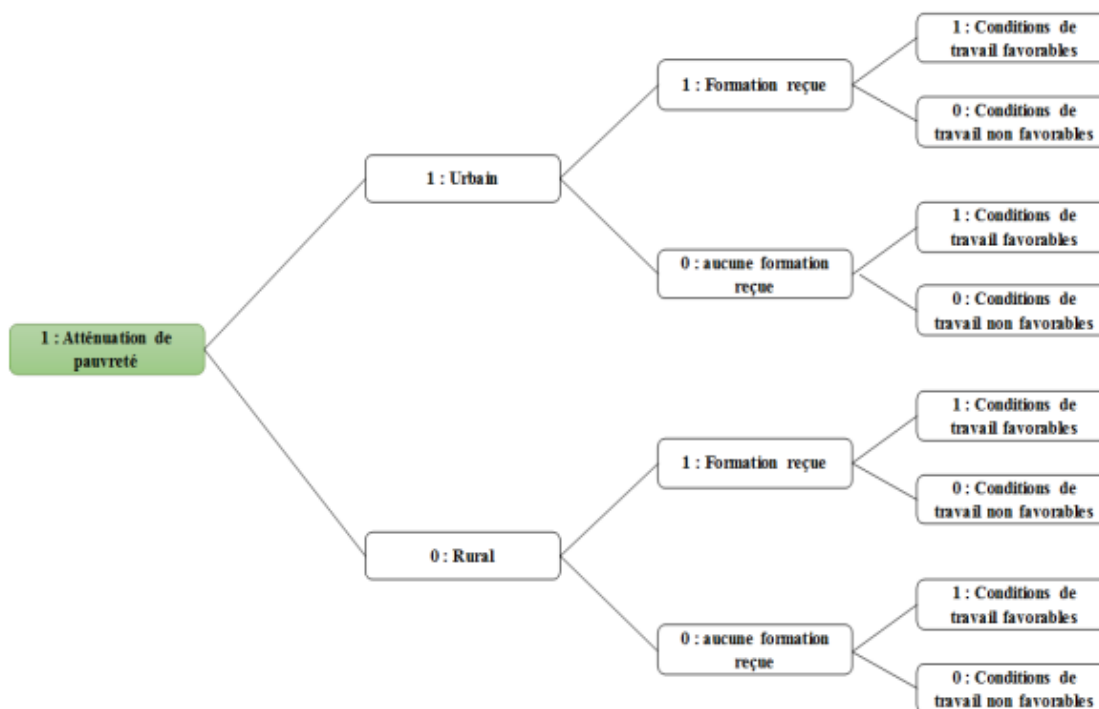 1 : Conditions de
travail favorables
1 : Formation reçue
0 : Conditions de
travail non favorables
1 : Urbain
1 : Conditions de
travail favorables
0 : aucune formation
reçue
0 : Conditions de
travail non favorables
1 : Atténuation de
pauvreté
1 : Conditions de
travail favorables
1 : Formation reçue
0 : Conditions de
travail non favorables
0 : Rural
1 : Conditions de
travail favorables
0 : aucune formation
reçue
0 : Conditions de
travail non favorables